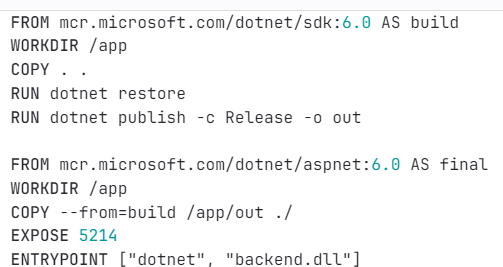 FROM mcr.microsoft.com/dotnet/sdk:6.0 AS build
WORKDIR /app
COPY . .
RUN dotnet restore
RUN dotnet publish -c Release -o out
FROM mcr.microsoft.com/dotnet/aspnet:6.0 AS final
WORKDIR /app
COPY --from=build /app/out ./
EXPOSE 5214
ENTRYPOINT ["dotnet", "backend.dll"]